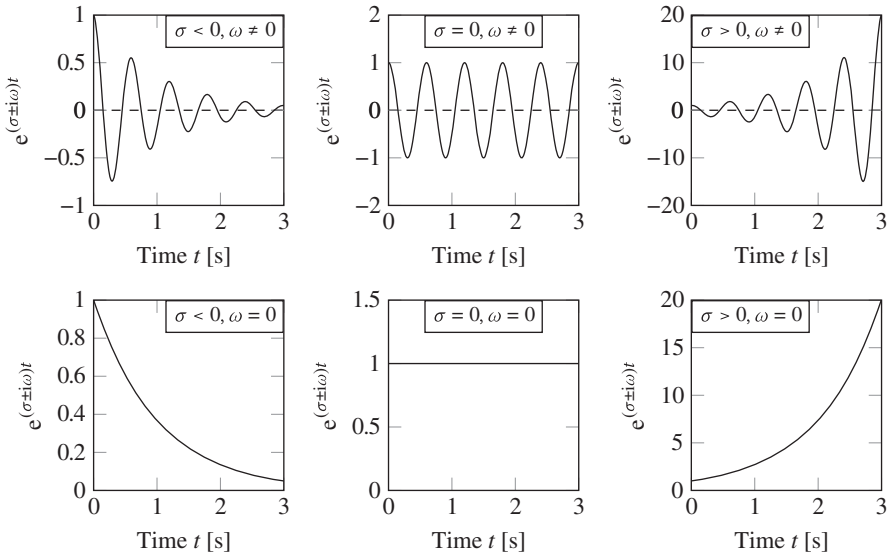 σ < 0, ω ≠ 0
1
0.5
0
−0.5
−1
e^(σ±iω)t
0 1 2 3
Time t [s]
σ = 0, ω ≠ 0
2
1
0
−1
−2
e^(σ±iω)t
0 1 2 3
Time t [s]
σ > 0, ω ≠ 0
20
10
0
−10
−20
e^(σ±iω)t
0 1 2 3
Time t [s]
σ < 0, ω = 0
1
0.8
0.6
0.4
0.2
0
e^(σ±iω)t
0 1 2 3
Time t [s]
σ = 0, ω = 0
1.5
1
0.5
0
e^(σ±iω)t
0 1 2 3
Time t [s]
σ > 0, ω = 0
20
15
10
5
0
e^(σ±iω)t
0 1 2 3
Time t [s]